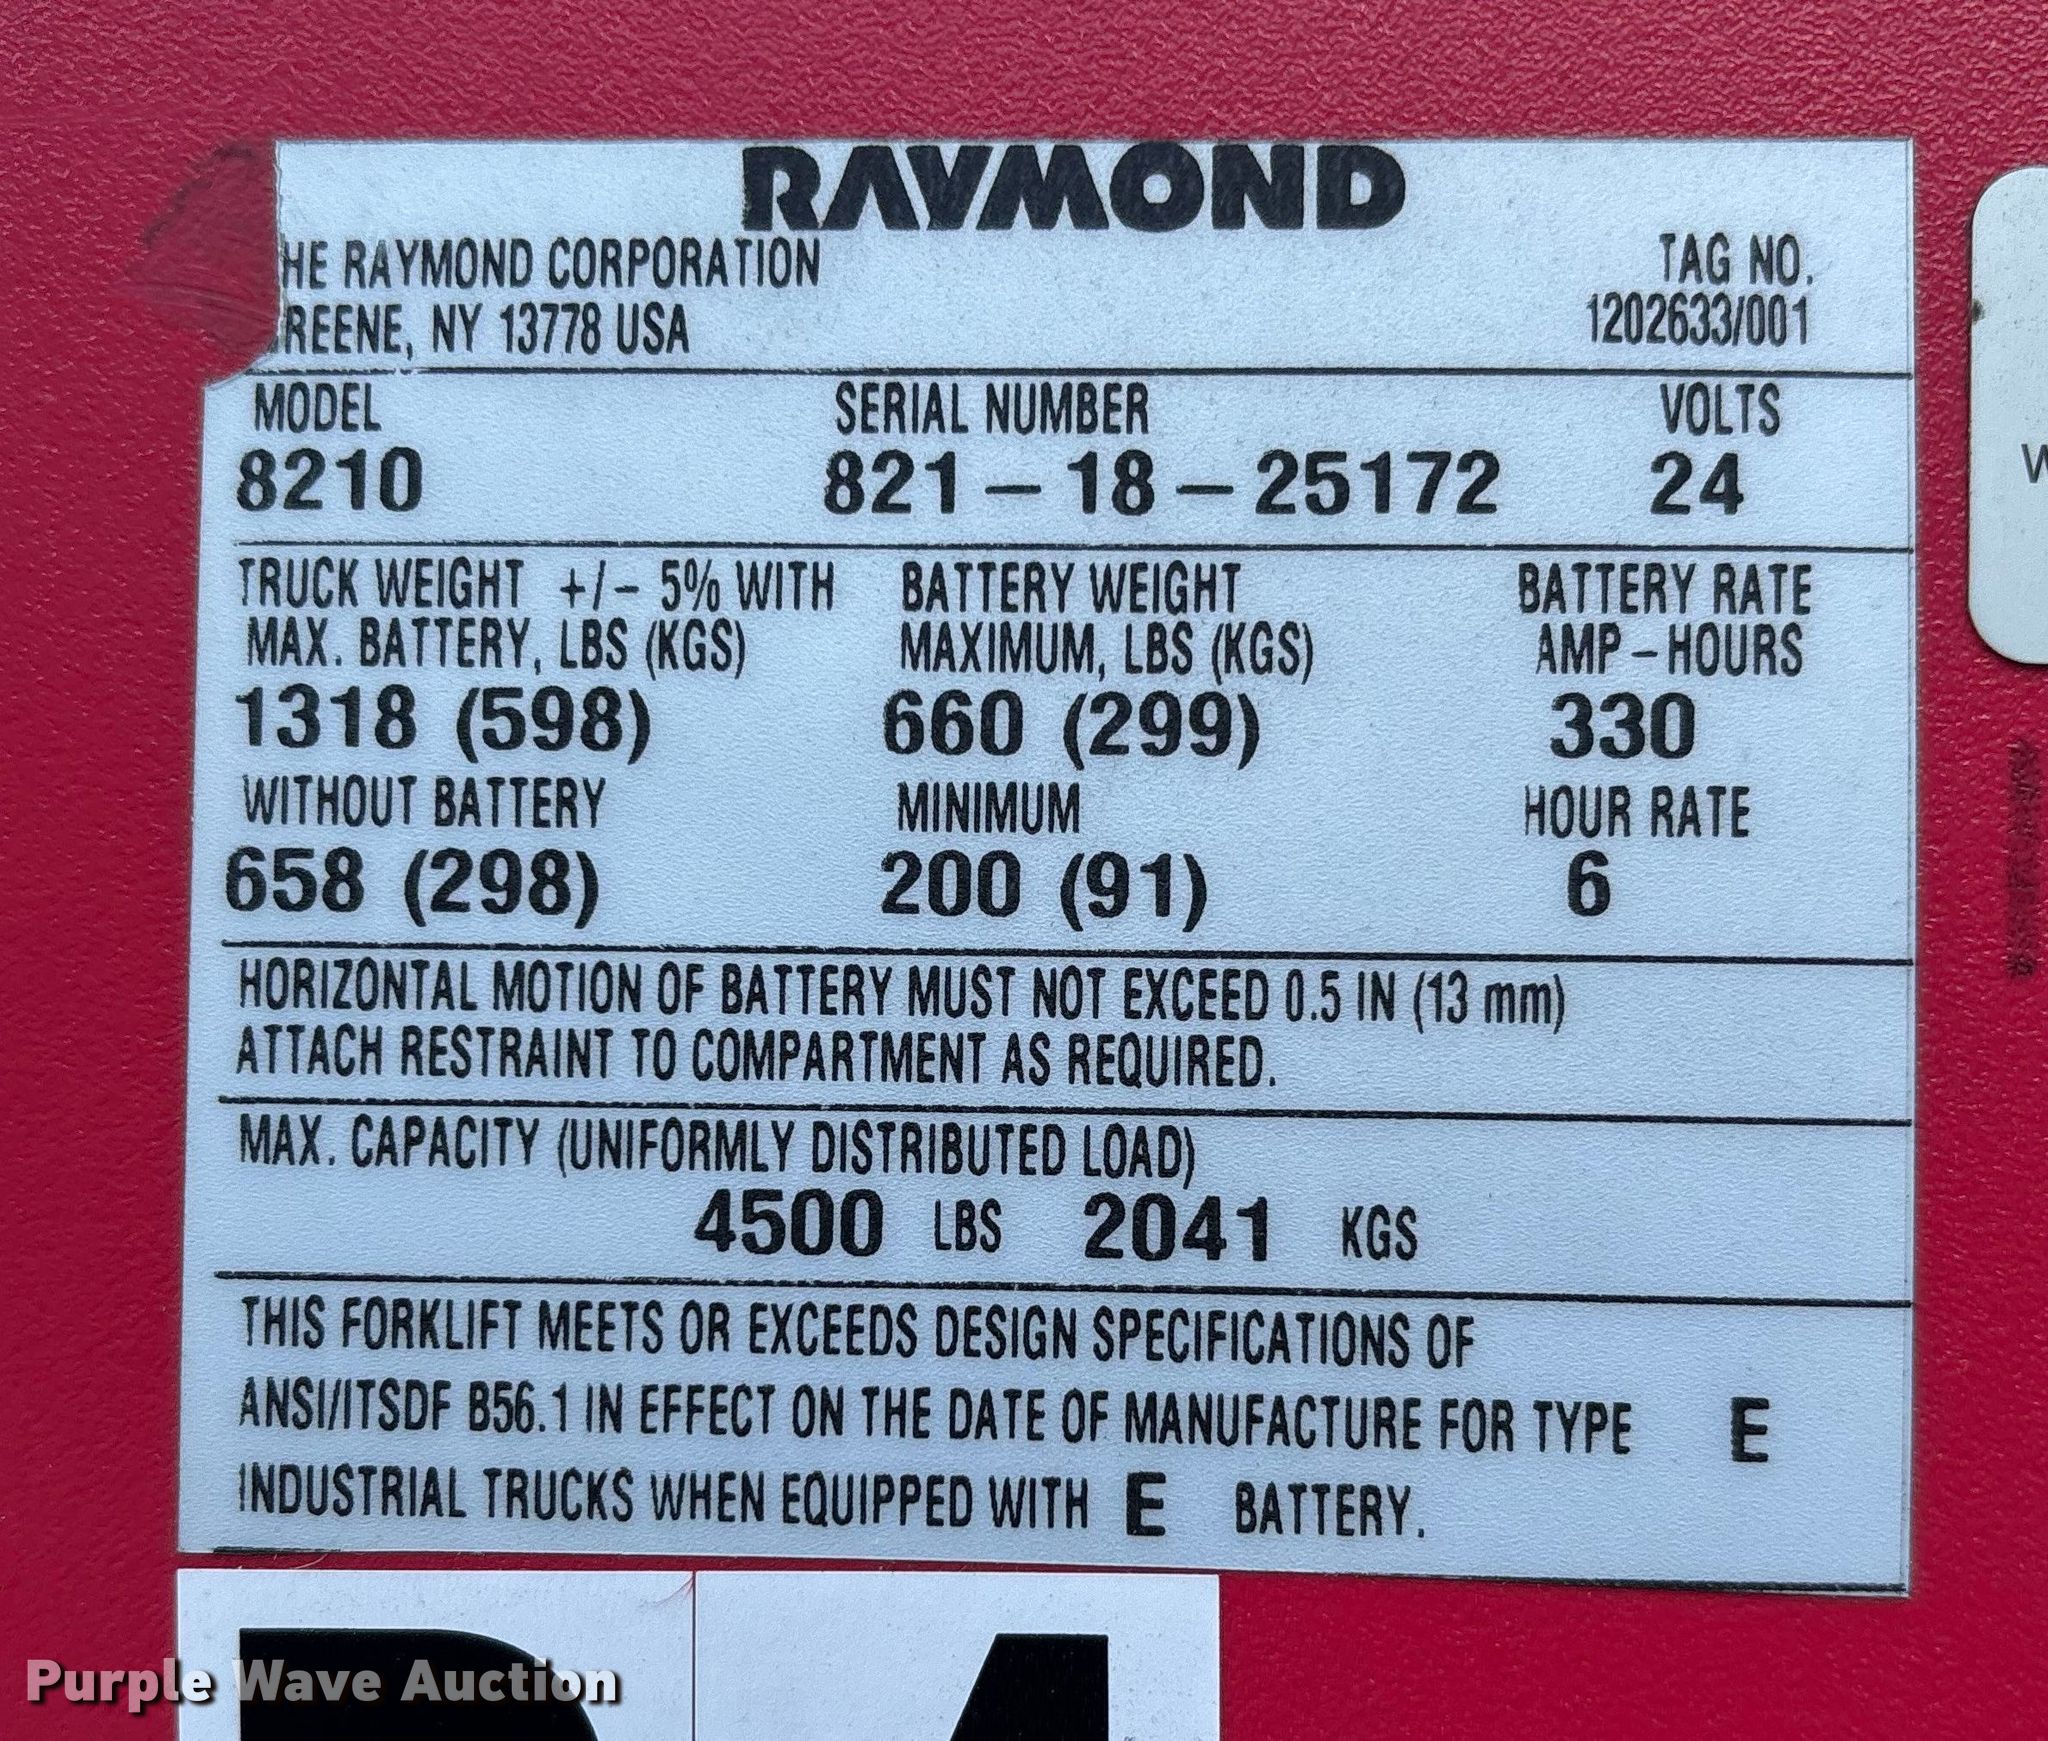 RAYMOND
HE RAYMOND CORPORATION TAG NO.
REENE, NY 13778 USA 1202633/001
MODEL SERIAL NUMBER VOLTS
8210 821-18-25172 24
TRUCK WEIGHT +/- 5% WITH BATTERY WEIGHT BATTERY RATE
MAX. BATTERY, LBS (KGS) MAXIMUM, LBS (KGS) AMP-HOURS
1318 (598) 660 (299) 330
WITHOUT BATTERY MINIMUM HOUR RATE
658 (298) 200 (91) 6
HORIZONTAL MOTION OF BATTERY MUST NOT EXCEED 0.5 IN (13 mm)
ATTACH RESTRAINT TO COMPARTMENT AS REQUIRED.
MAX. CAPACITY (UNIFORMLY DISTRIBUTED LOAD)
4500 LBS 2041 KGS
THIS FORKLIFT MEETS OR EXCEEDS DESIGN SPECIFICATIONS OF
ANSI/ITSDF B56.1 IN EFFECT ON THE DATE OF MANUFACTURE FOR TYPE E
INDUSTRIAL TRUCKS WHEN EQUIPPED WITH E BATTERY.
Purple Wave Auction